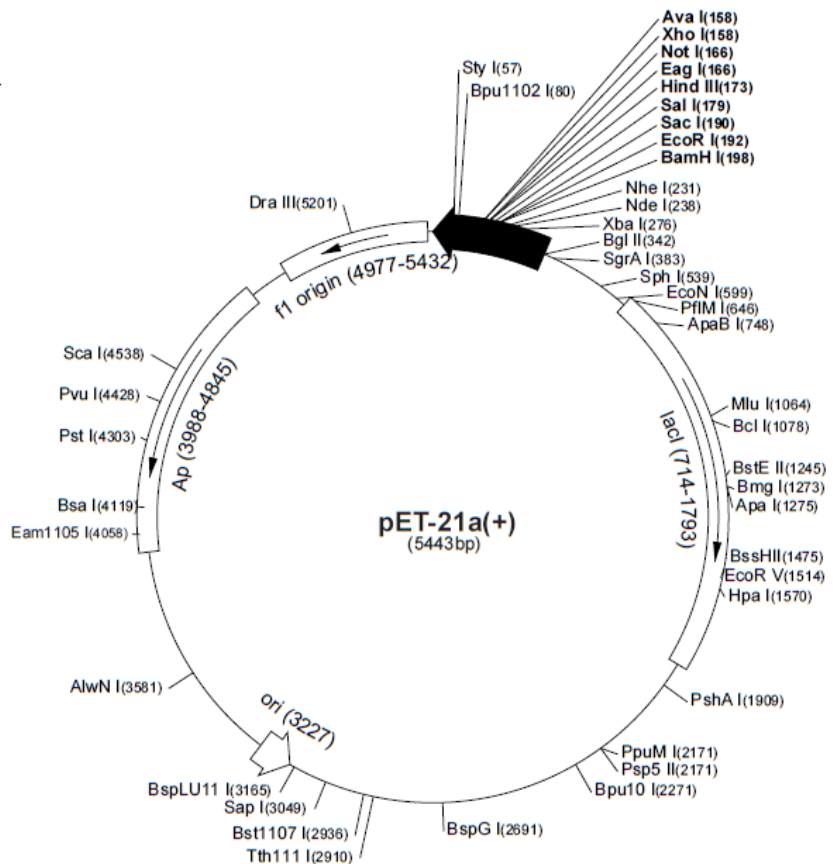 Ava I(158)
Xho I(158)
Not I(166)
Eag I(166)
Hind III(173)
Sal I(179)
Sac I(190)
EcoR I(192)
BamH I(198)
Sty I(57)
Bpu1102 I(80)
Nhe I(231)
Nde I(238)
Xba I(276)
Bgl II(342)
SgrA I(383)
Sph I(539)
EcoN I(599)
PflM I(646)
ApaB I(748)
Dra III(5201)
f1 origin (4977-5432)
Sca I(4538)
Pvu I(4428)
Pst I(4303)
Bsa I(4119)
Eam1105 I(4058)
Ap (3988-4845)
lacI (714-1793)
Mlu I(1064)
Bcl I(1078)
BstE II(1245)
Bmg I(1273)
Apa I(1275)
BssHII(1475)
EcoR V(1514)
Hpa I(1570)
pET-21a(+)
(5443bp)
AlwN I(3581)
ori (3227)
PshA I(1909)
PpuM I(2171)
Psp5 II(2171)
Bpu10 I(2271)
BspLU11 I(3165)
Sap I(3049)
Bst1107 I(2936)
Tth111 I(2910)
BspG I(2691)